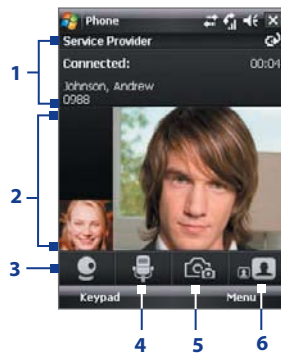 Phone
Service Provider
Connected: 00:04
Johnson, Andrew
0988
1
2
3
Keypad Menu
4 5 6